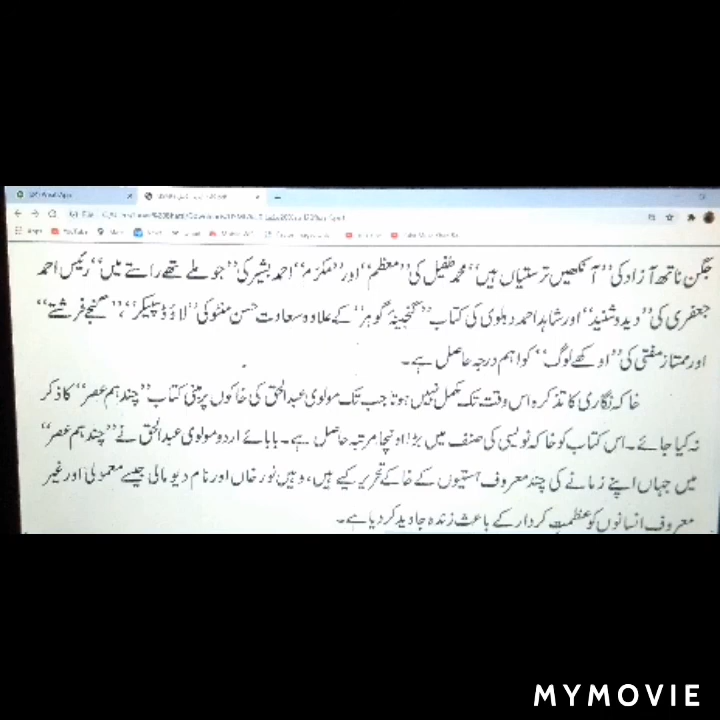 جگن ناتھ آزاد کی ’’آنکھیں ترستیاں ہیں‘‘ محمد طفیل کی ’’معظم‘‘ اور ’’مکرّم‘‘ احمد بشیر کی ’’جو ملے تھے راستے میں‘‘ رئیس احمد
جعفری کی ’’دید و شنید‘‘ اور شاہد احمد دہلوی کی کتاب ’’گنجینۂ گوہر‘‘ کے علاوہ سعادت حسن منٹو کی ’’لاؤڈ سپیکر‘‘، ’’گنجے فرشتے‘‘
اور ممتاز مفتی کی ’’اوکھے لوگ‘‘ کو اہم درجہ حاصل ہے۔
خاکہ نگاری کا تذکرہ اس وقت تک مکمل نہیں ہوتا جب تک مولوی عبدالحق کی خاکوں پر مبنی کتاب ’’چند ہم عصر‘‘ کا ذکر
نہ کیا جائے۔ اس کتاب کو خاکہ نویسی کی صنف میں بڑا اونچا مرتبہ حاصل ہے۔ بابائے اردو مولوی عبدالحق نے ’’چند ہم عصر‘‘
میں جہاں اپنے زمانے کی چند معروف ہستیوں کے خاکے تحریر کیے ہیں، وہیں نور خاں اور نام دیو مالی جیسے معمولی اور غیر
معروف انسانوں کو عظمتِ کردار کے باعث زندہ جاوید کر دیا ہے۔
MYMOVIE